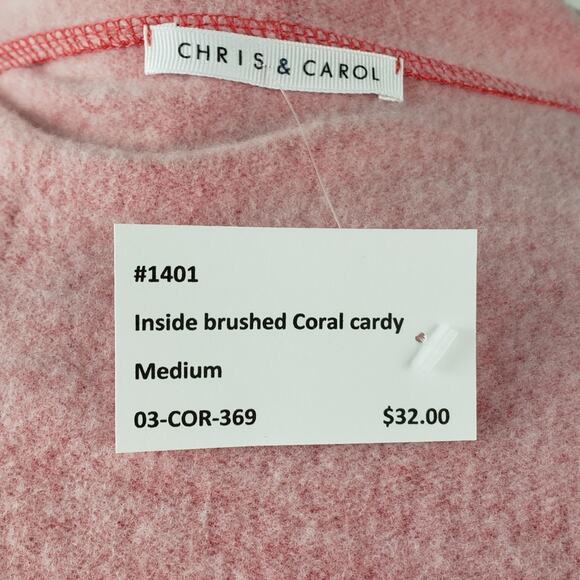 CHRIS & CAROL
#1401
Inside brushed Coral cardy
Medium
03-COR-369 $32.00